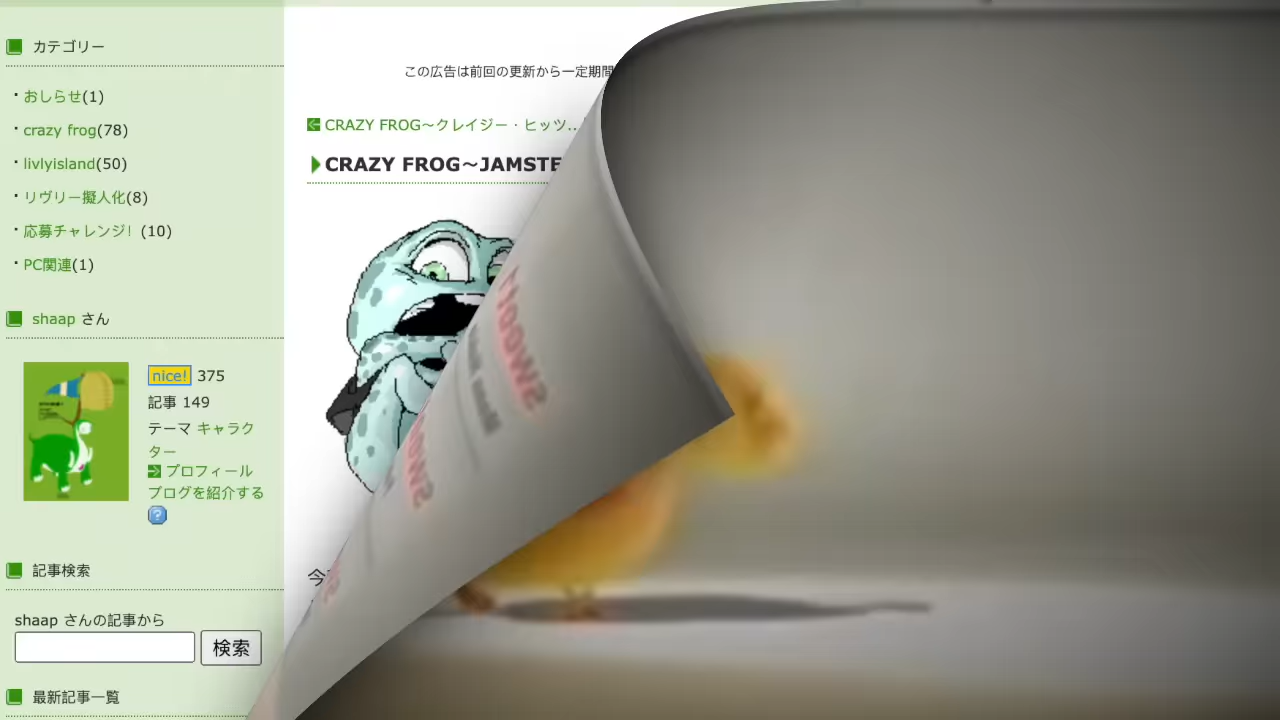 カテゴリー
・おしらせ(1)
・crazy frog(78)
・livlyisland(50)
・リヴリー擬人化(8)
・応募チャレンジ！(10)
・PC関連(1)
shaap さん
nice! 375
記事 149
テーマ キャラク
ター
プロフィール
ブログを紹介する
?
記事検索
shaap さんの記事から
検索
最新記事一覧
この広告は前回の更新から一定期間
CRAZY FROG～クレイジー・ヒッツ..
CRAZY FROG～JAMSTE
今